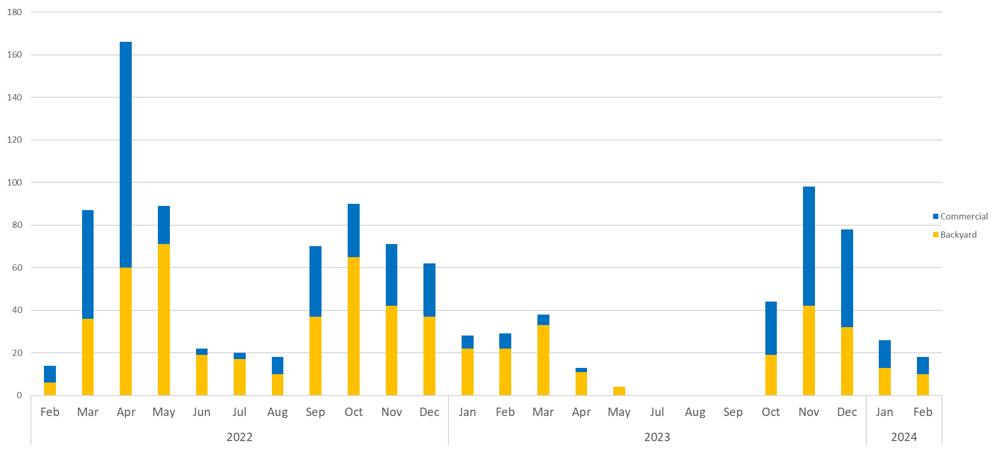 180
160
140
120
100
80
60
40
20
0
Commercial
Backyard
Feb Mar Apr May Jun Jul Aug Sep Oct Nov Dec Jan Feb Mar Apr May Jul Aug Sep Oct Nov Dec Jan Feb
2022 2023 2024